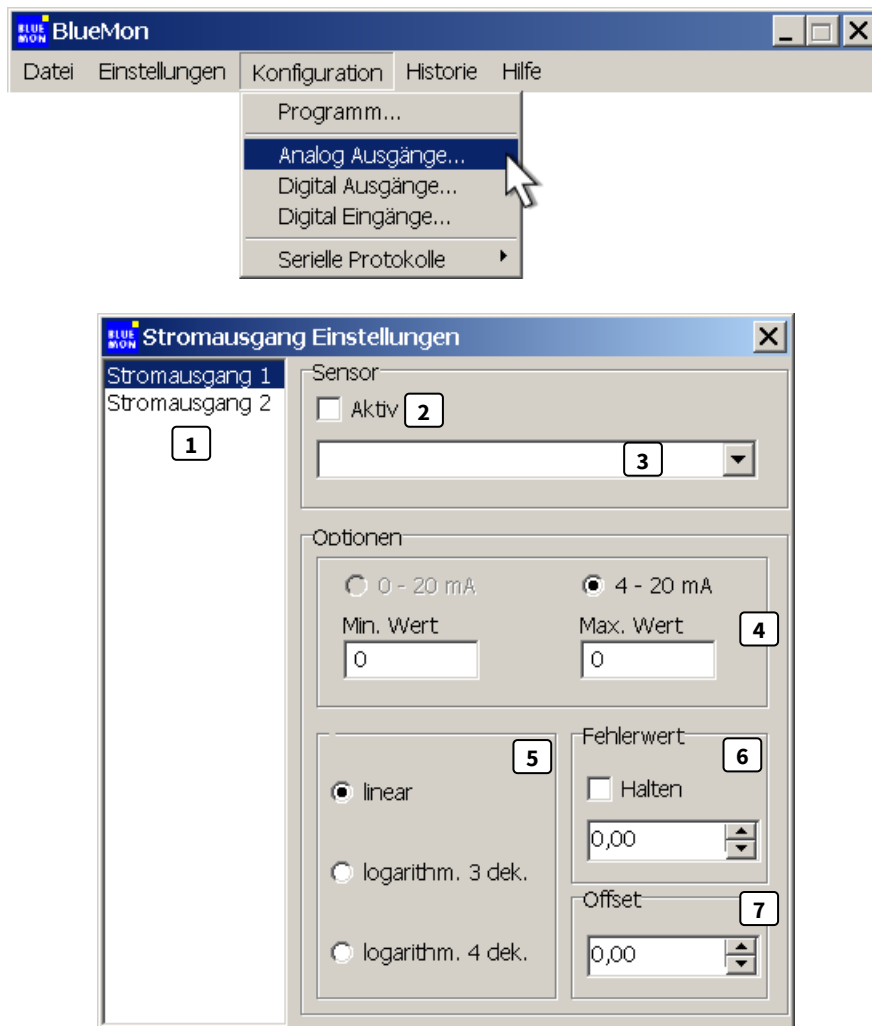 BLUE MON BlueMon
Datei Einstellungen Konfiguration Historie Hilfe
Programm...
Analog Ausgänge...
Digital Ausgänge...
Digital Eingänge...
Serielle Protokolle
BLUE MON Stromausgang Einstellungen
Stromausgang 1
Stromausgang 2
1
Sensor
Aktiv 2
3
Optionen
0 - 20 mA 4 - 20 mA
Min. Wert Max. Wert 4
0 0
5
linear
logarithm. 3 dek.
logarithm. 4 dek.
Fehlerwert 6
Halten
0,00
Offset 7
0,00